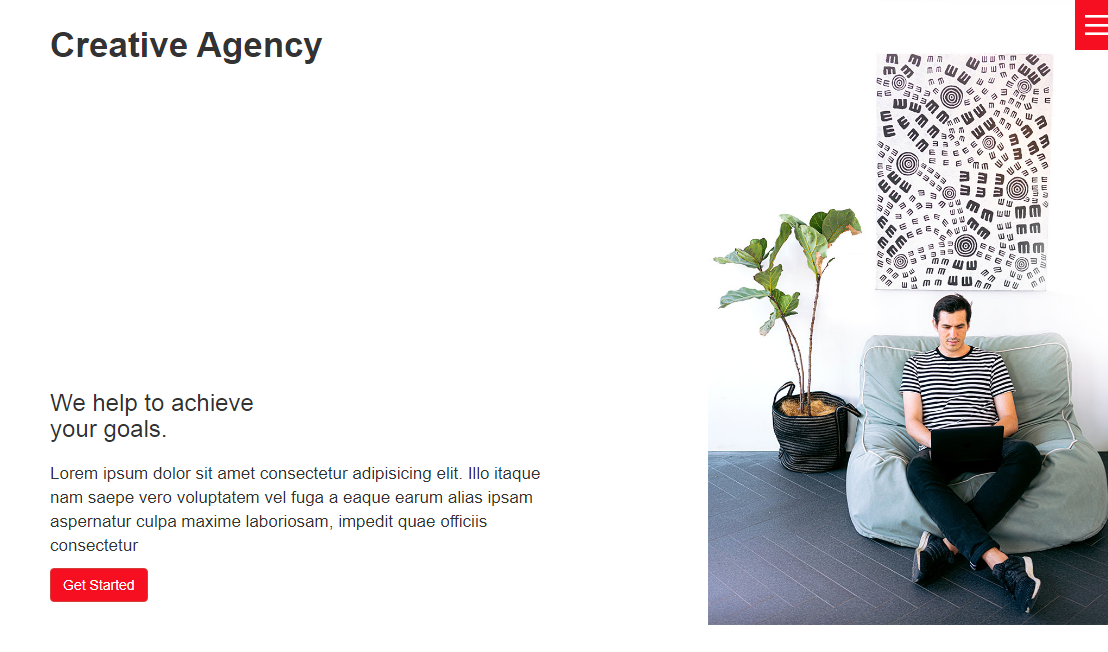 Creative Agency
We help to achieve
your goals.
Lorem ipsum dolor sit amet consectetur adipisicing elit. Illo itaque
nam saepe vero voluptatem vel fuga a eaque earum alias ipsam
aspernatur culpa maxime laboriosam, impedit quae officiis
consectetur
Get Started